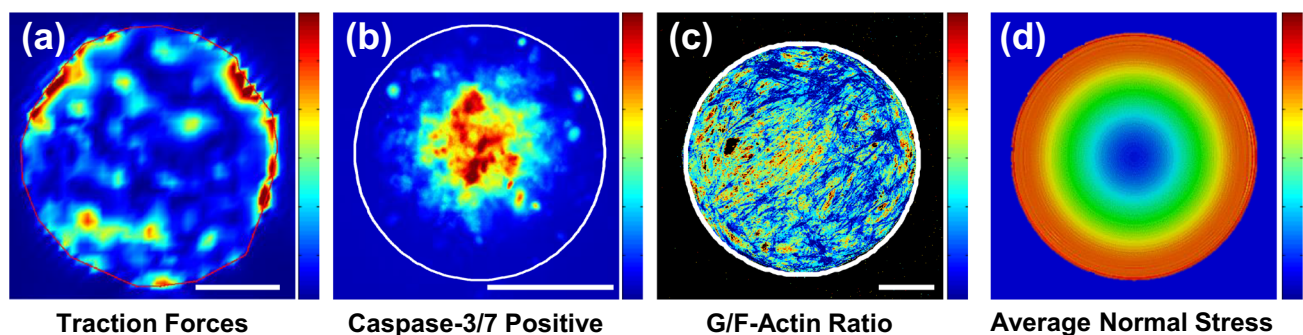 (a) (b) (c) (d)
Traction Forces Caspase-3/7 Positive G/F-Actin Ratio Average Normal Stress